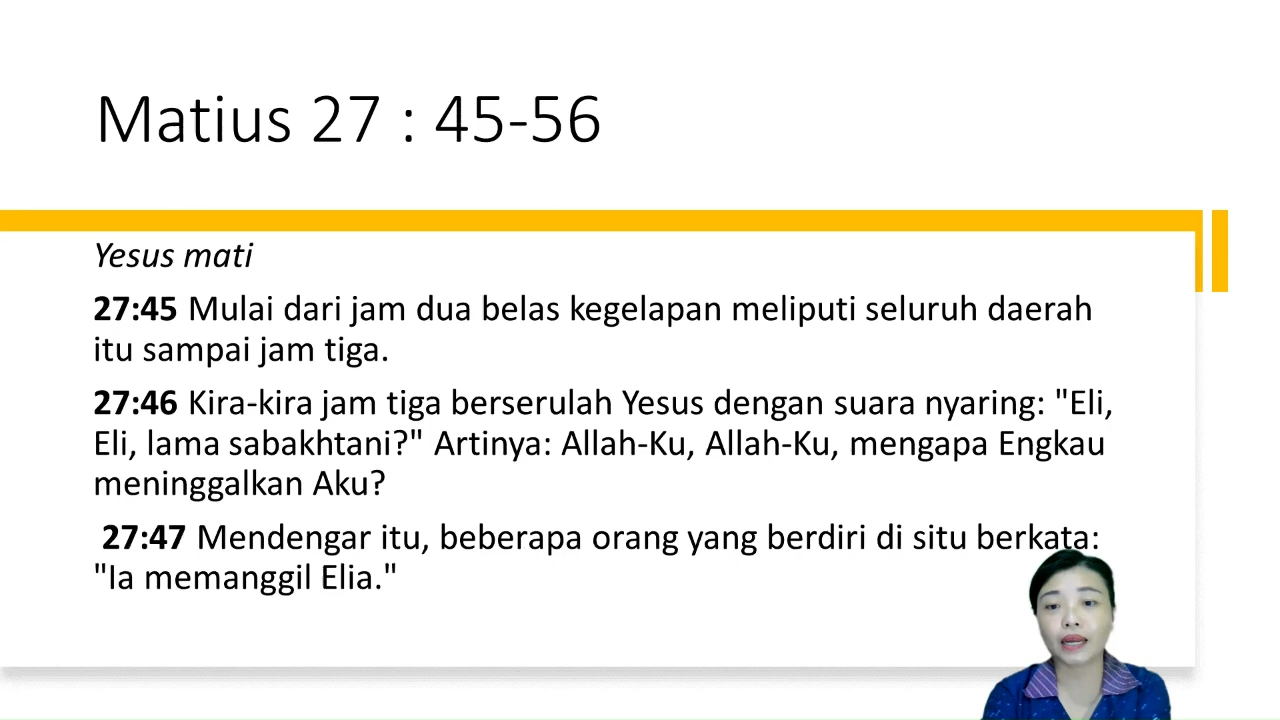 Matius 27 : 45-56
Yesus mati
27:45 Mulai dari jam dua belas kegelapan meliputi seluruh daerah
itu sampai jam tiga.
27:46 Kira-kira jam tiga berserulah Yesus dengan suara nyaring: "Eli,
Eli, lama sabakhtani?" Artinya: Allah-Ku, Allah-Ku, mengapa Engkau
meninggalkan Aku?
27:47 Mendengar itu, beberapa orang yang berdiri di situ berkata:
"Ia memanggil Elia."